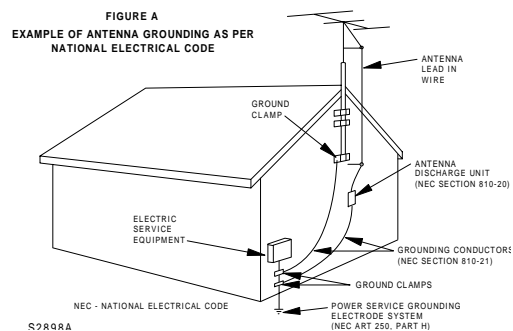 FIGURE A
EXAMPLE OF ANTENNA GROUNDING AS PER
NATIONAL ELECTRICAL CODE
ANTENNA
LEAD IN
WIRE
GROUND
CLAMP
ANTENNA
DISCHARGE UNIT
(NEC SECTION 810-20)
ELECTRIC
SERVICE
EQUIPMENT
GROUNDING CONDUCTORS
(NEC SECTION 810-21)
GROUND CLAMPS
NEC - NATIONAL ELECTRICAL CODE
POWER SERVICE GROUNDING
ELECTRODE SYSTEM
(NEC ART 250, PART H)
S2898A